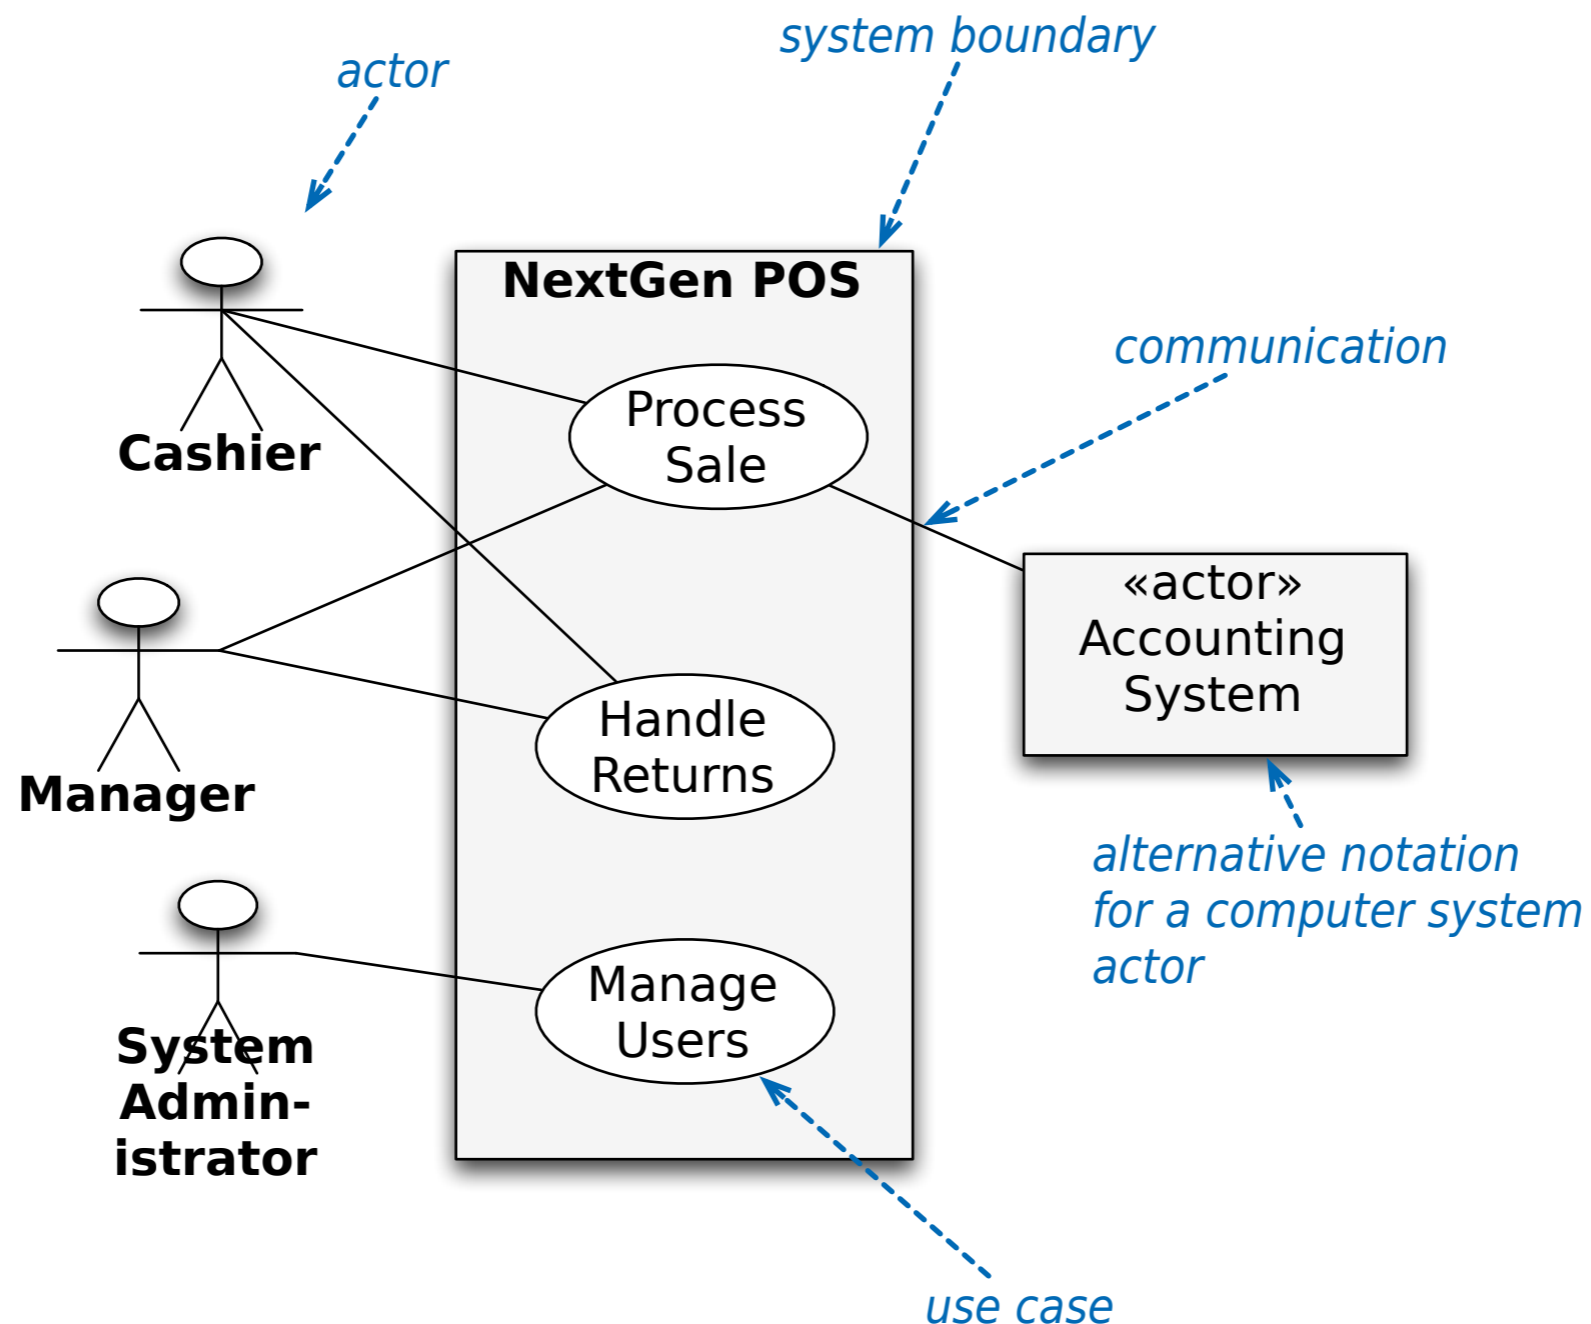 system boundary
actor
NextGen POS
communication
Process
Sale
Cashier
«actor»
Accounting
System
Handle
Returns
Manager
alternative notation
for a computer system
actor
Manage
Users
System
Admin-
istrator
use case